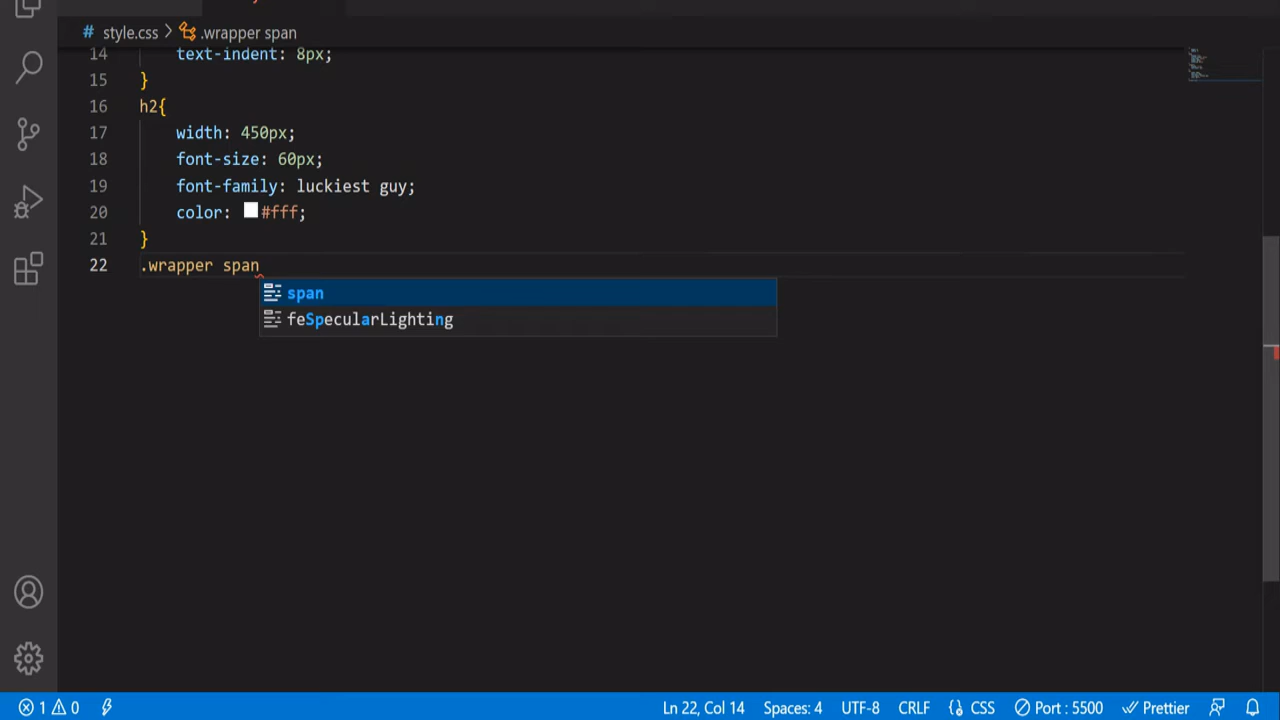 # style.css > .wrapper span
14 text-indent: 8px;
15 }
16 h2{
17 width: 450px;
18 font-size: 60px;
19 font-family: luckiest guy;
20 color: #fff;
21 }
22 .wrapper span
span
feSpecularLighting
1 0 Ln 22, Col 14 Spaces: 4 UTF-8 CRLF {} CSS Port : 5500 Prettier